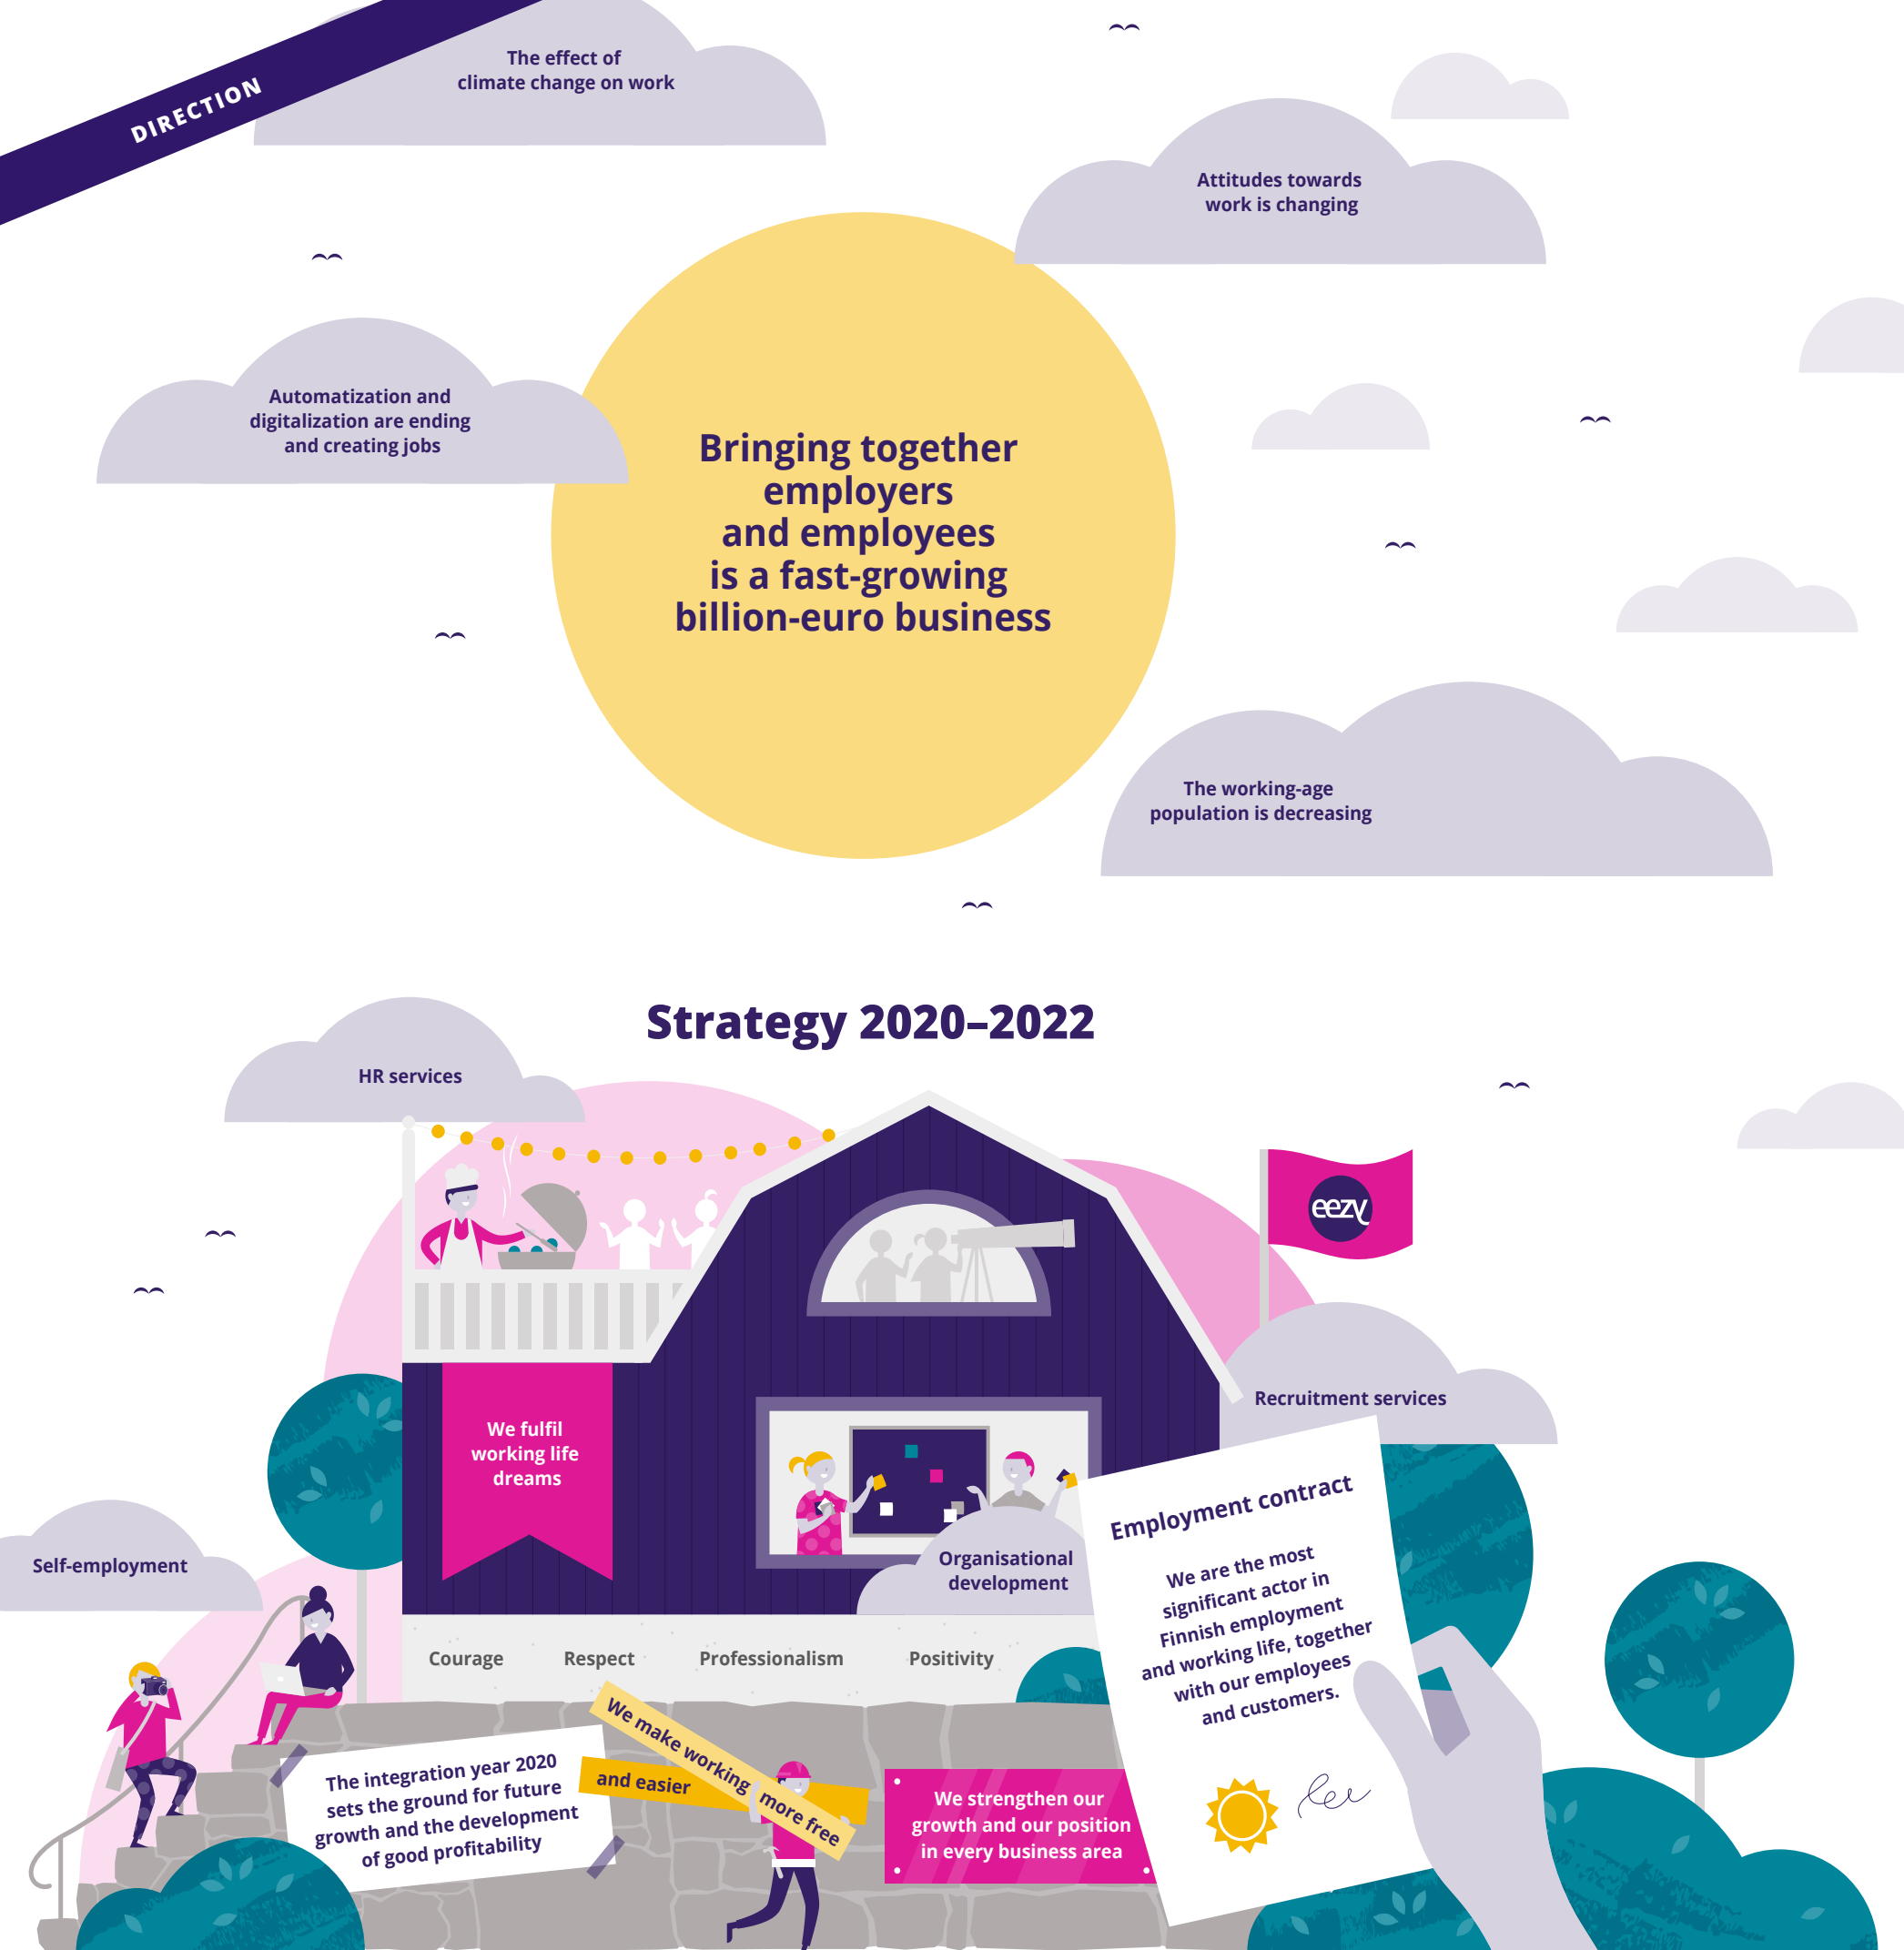 DIRECTION
The effect of
climate change on work
Attitudes towards
work is changing
Automatization and
digitalization are ending
and creating jobs
Bringing together
employers
and employees
is a fast-growing
billion-euro business
The working-age
population is decreasing
Strategy 2020–2022
HR services
eezy
Recruitment services
We fulfil
working life
dreams
Self-employment
Organisational
development
Employment contract
We are the most
significant actor in
Finnish employment
and working life, together
with our employees
and customers.
Courage
Respect
Professionalism
Positivity
We make working more free
and easier
The integration year 2020
sets the ground for future
growth and the development
of good profitability
We strengthen our
growth and our position
in every business area